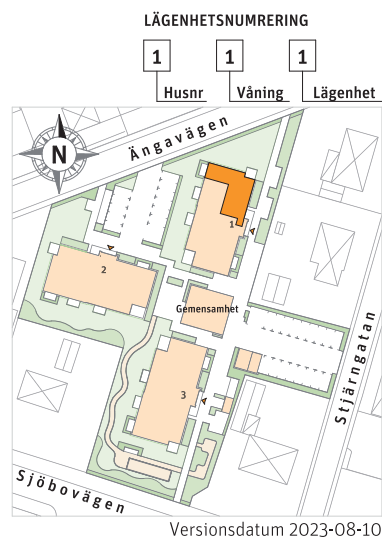 LÄGENHETSNUMRERING
1 1 1
Husnr Våning Lägenhet
N
Ängavägen
1
2
Gemensamhet
Stjärngatan
3
Sjöbovägen
Versionsdatum 2023-08-10